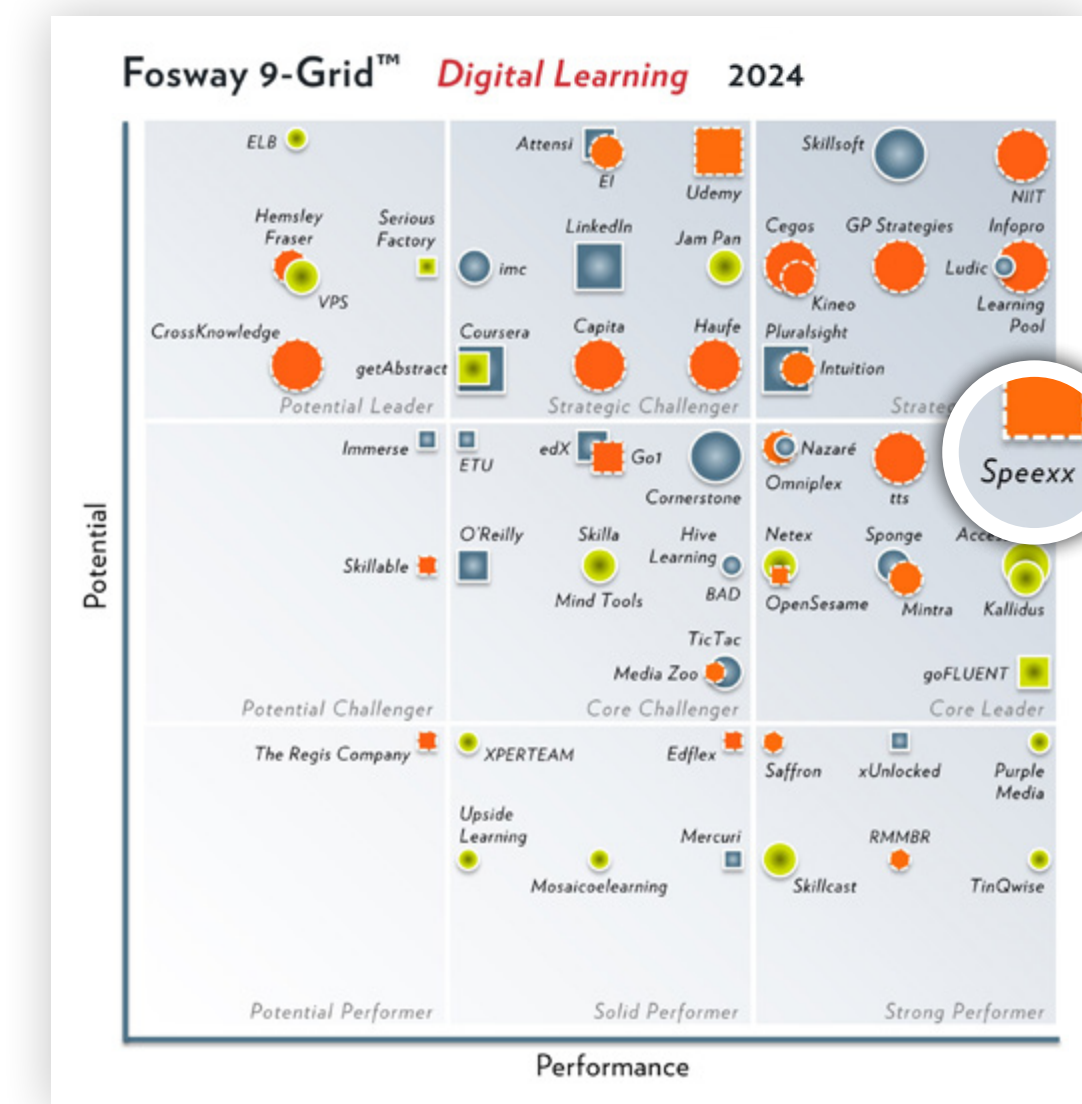 Fosway 9-Grid™ Digital Learning 2024
ELB
Attensi
EI
Udemy
Skillsoft
NIIT
Hemsley
Fraser
VPS
Serious
Factory
imc
LinkedIn
Jam Pan
Cegos
Kineo
GP Strategies
Infopro
Ludic
Learning
Pool
CrossKnowledge
getAbstract
Coursera
Capita
Haufe
Pluralsight
Intuition
Potential Leader
Strategic Challenger
Speexx
Immerse
ETU
edX
Go1
Cornerstone
Nazaré
Omniplex
tts
Skillable
O'Reilly
Skilla
Mind Tools
Hive
Learning
BAD
Netex
OpenSesame
Sponge
Mintra
Kallidus
TicTac
Media Zoo
goFLUENT
Potential Challenger
Core Challenger
Core Leader
The Regis Company
XPERTEAM
Edflex
Saffron
xUnlocked
Purple
Media
Upside
Learning
Mosaicoelearning
Mercuri
Skillcast
RMMBR
TinQwise
Potential Performer
Solid Performer
Strong Performer
Potential
Performance